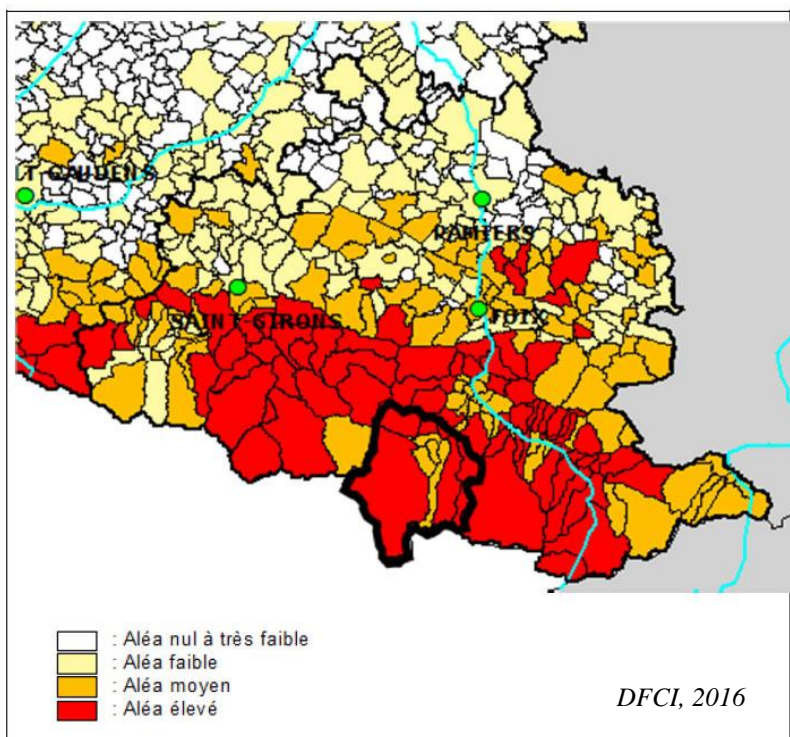 T-GAUDENS
PAMIERS
SAINT-GIRONS
FOIX
: Aléa nul à très faible
: Aléa faible
: Aléa moyen
: Aléa élevé
DFCI, 2016